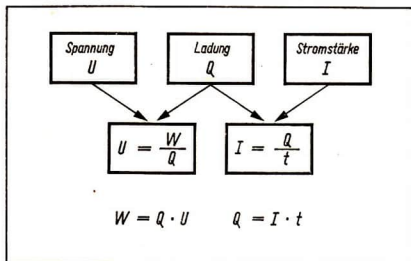 Spannung Ladung Stromstärke
U Q I
U = W/Q I = Q/t
W = Q · U Q = I · t